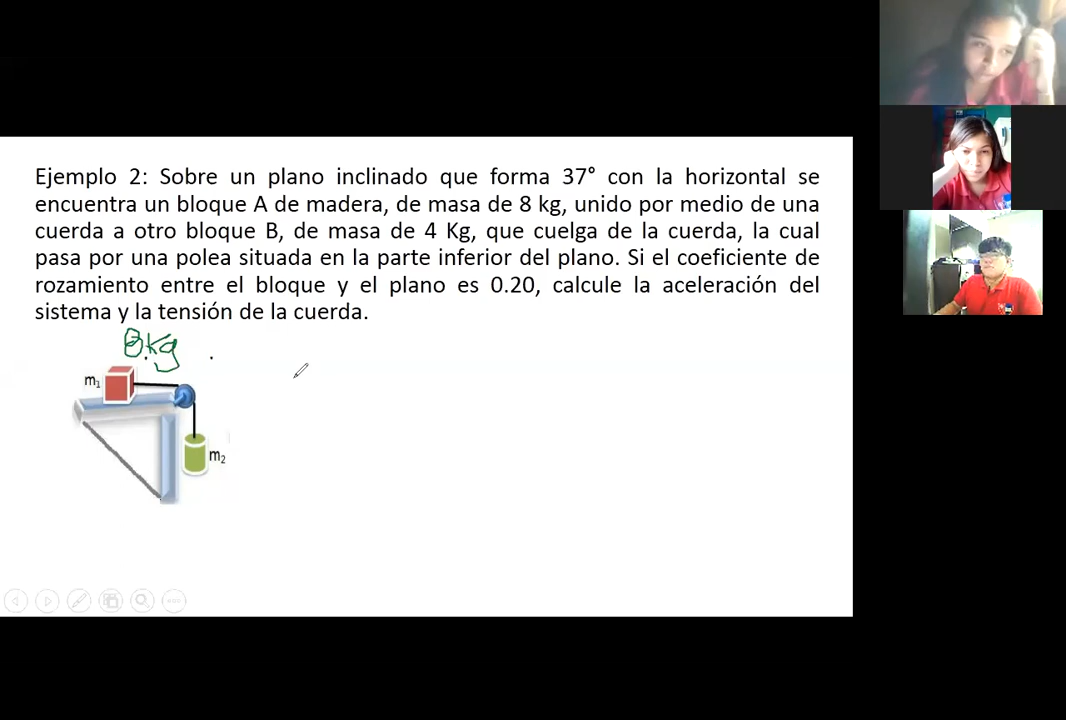 Ejemplo 2: Sobre un plano inclinado que forma 37° con la horizontal se
encuentra un bloque A de madera, de masa de 8 kg, unido por medio de una
cuerda a otro bloque B, de masa de 4 Kg, que cuelga de la cuerda, la cual
pasa por una polea situada en la parte inferior del plano. Si el coeficiente de
rozamiento entre el bloque y el plano es 0.20, calcule la aceleración del
sistema y la tensión de la cuerda.
8kg
m₁
m₂